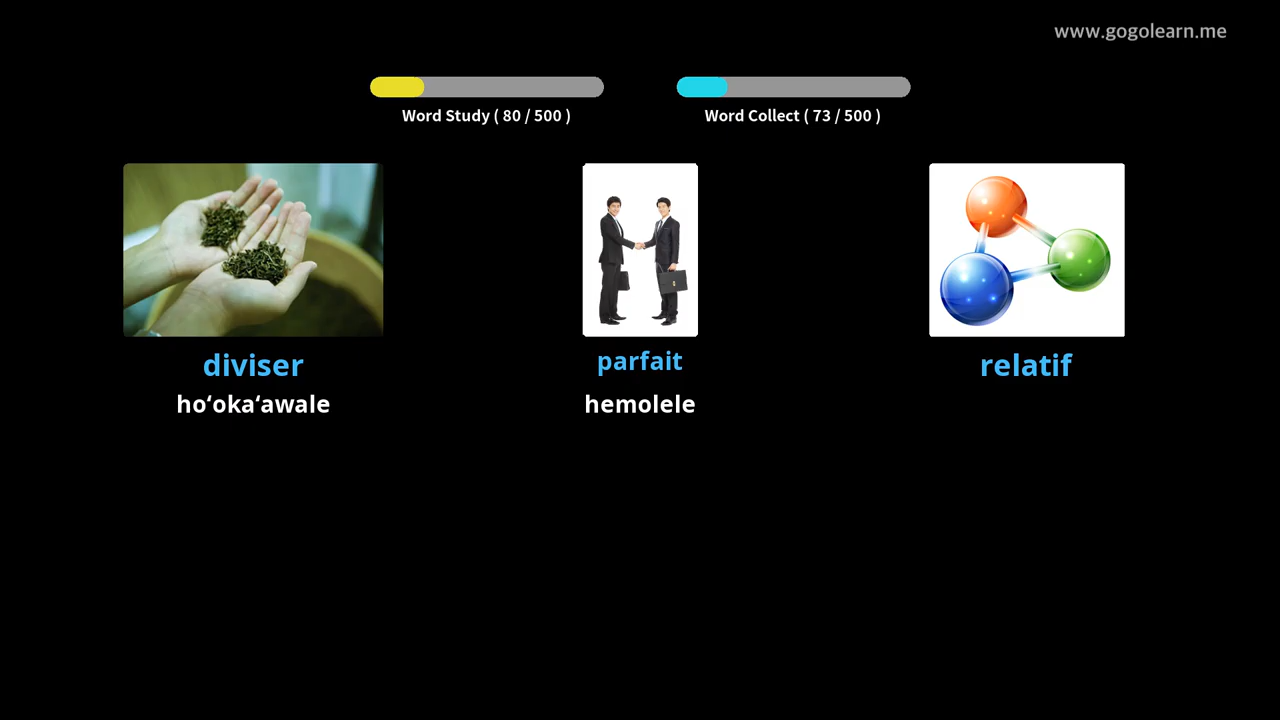 www.gogolearn.me
Word Study ( 80 / 500 )
Word Collect ( 73 / 500 )
diviser
parfait
relatif
hoʻokaʻawale
hemolele